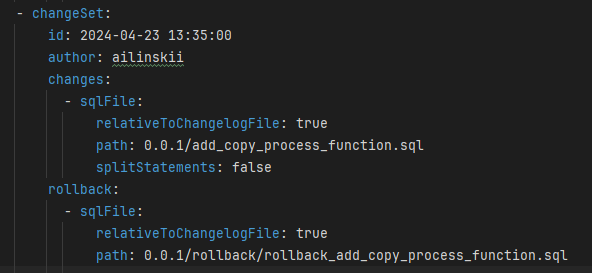 - changeSet:
id: 2024-04-23 13:35:00
author: ailinskii
changes:
- sqlFile:
relativeToChangelogFile: true
path: 0.0.1/add_copy_process_function.sql
splitStatements: false
rollback:
- sqlFile:
relativeToChangelogFile: true
path: 0.0.1/rollback/rollback_add_copy_process_function.sql